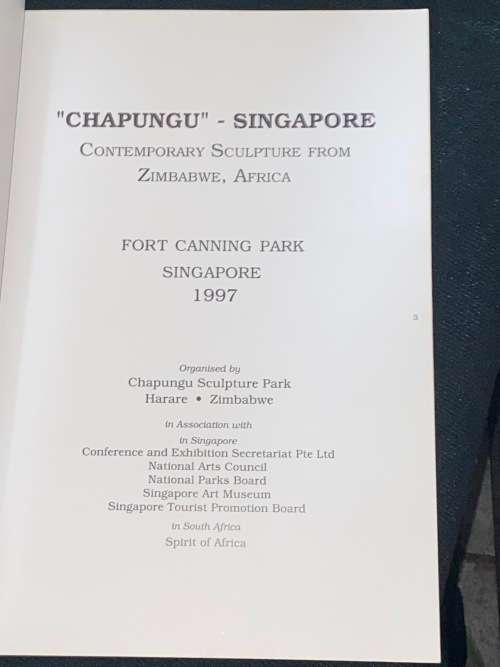 "CHAPUNGU" - SINGAPORE
CONTEMPORARY SCULPTURE FROM
ZIMBABWE, AFRICA
FORT CANNING PARK
SINGAPORE
1997
3
Organised by
Chapungu Sculpture Park
Harare • Zimbabwe
in Association with
in Singapore
Conference and Exhibition Secretariat Pte Ltd
National Arts Council
National Parks Board
Singapore Art Museum
Singapore Tourist Promotion Board
in South Africa
Spirit of Africa